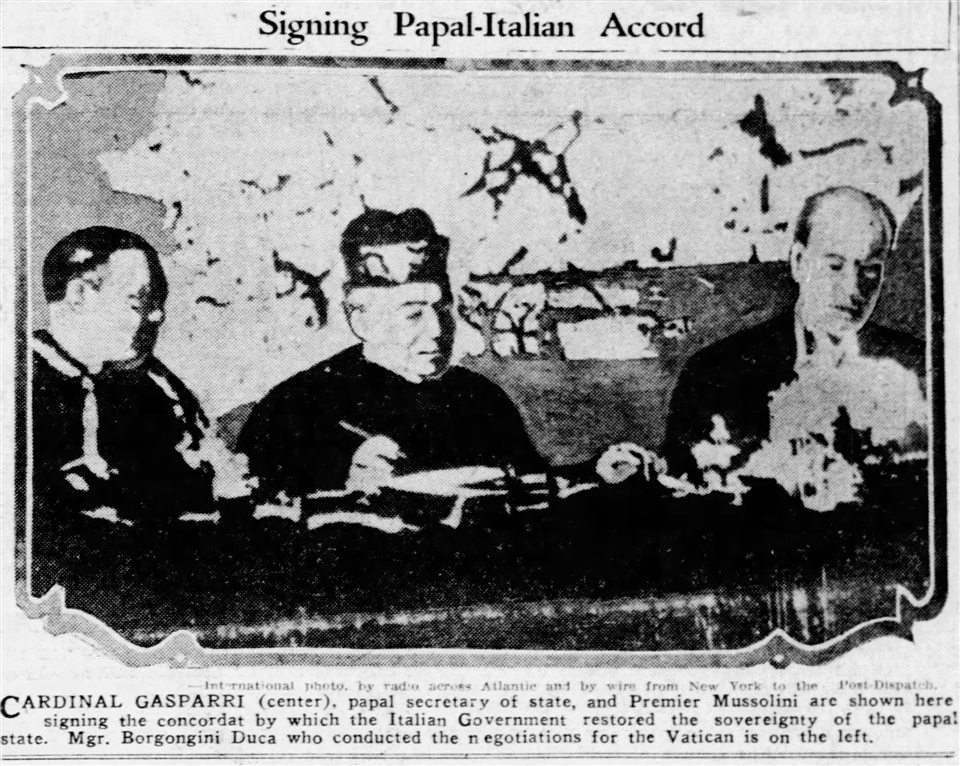 Signing Papal-Italian Accord
—International photo, by radio across Atlantic and by wire from New York to the Post-Dispatch.
CARDINAL GASPARRI (center), papal secretary of state, and Premier Mussolini are shown here
signing the concordat by which the Italian Government restored the sovereignty of the papal
state. Mgr. Borgongini Duca who conducted the negotiations for the Vatican is on the left.